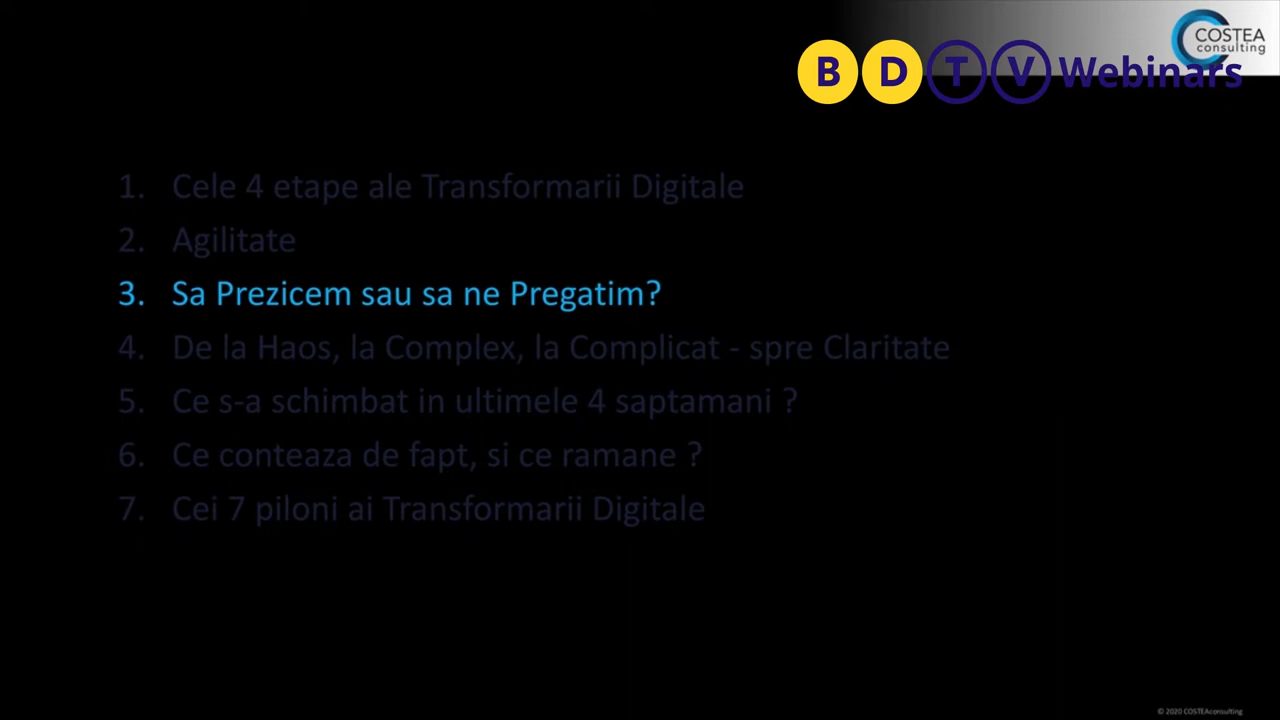 COSTEA
consulting
B D T V Webinars
1. Cele 4 etape ale Transformarii Digitale
2. Agilitate
3. Sa Prezicem sau sa ne Pregatim?
4. De la Haos, la Complex, la Complicat - spre Claritate
5. Ce s-a schimbat in ultimele 4 saptamani ?
6. Ce conteaza de fapt, si ce ramane ?
7. Cei 7 piloni ai Transformarii Digitale
© 2020 COSTEAconsulting